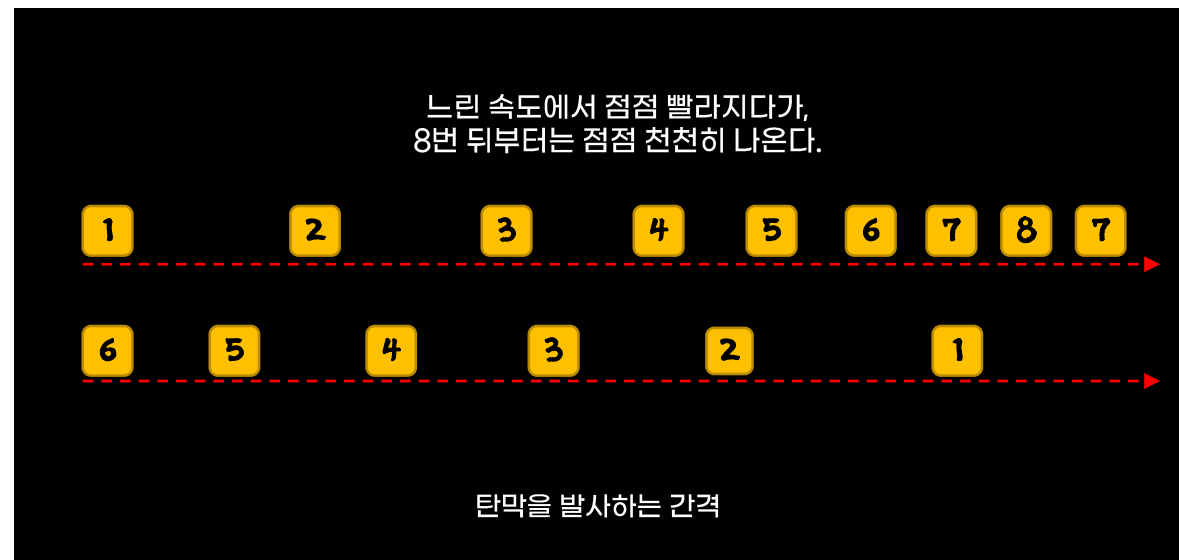 느린 속도에서 점점 빨라지다가,
8번 뒤부터는 점점 천천히 나온다.
1 2 3 4 5 6 7 8 7
6 5 4 3 2 1
탄막을 발사하는 간격